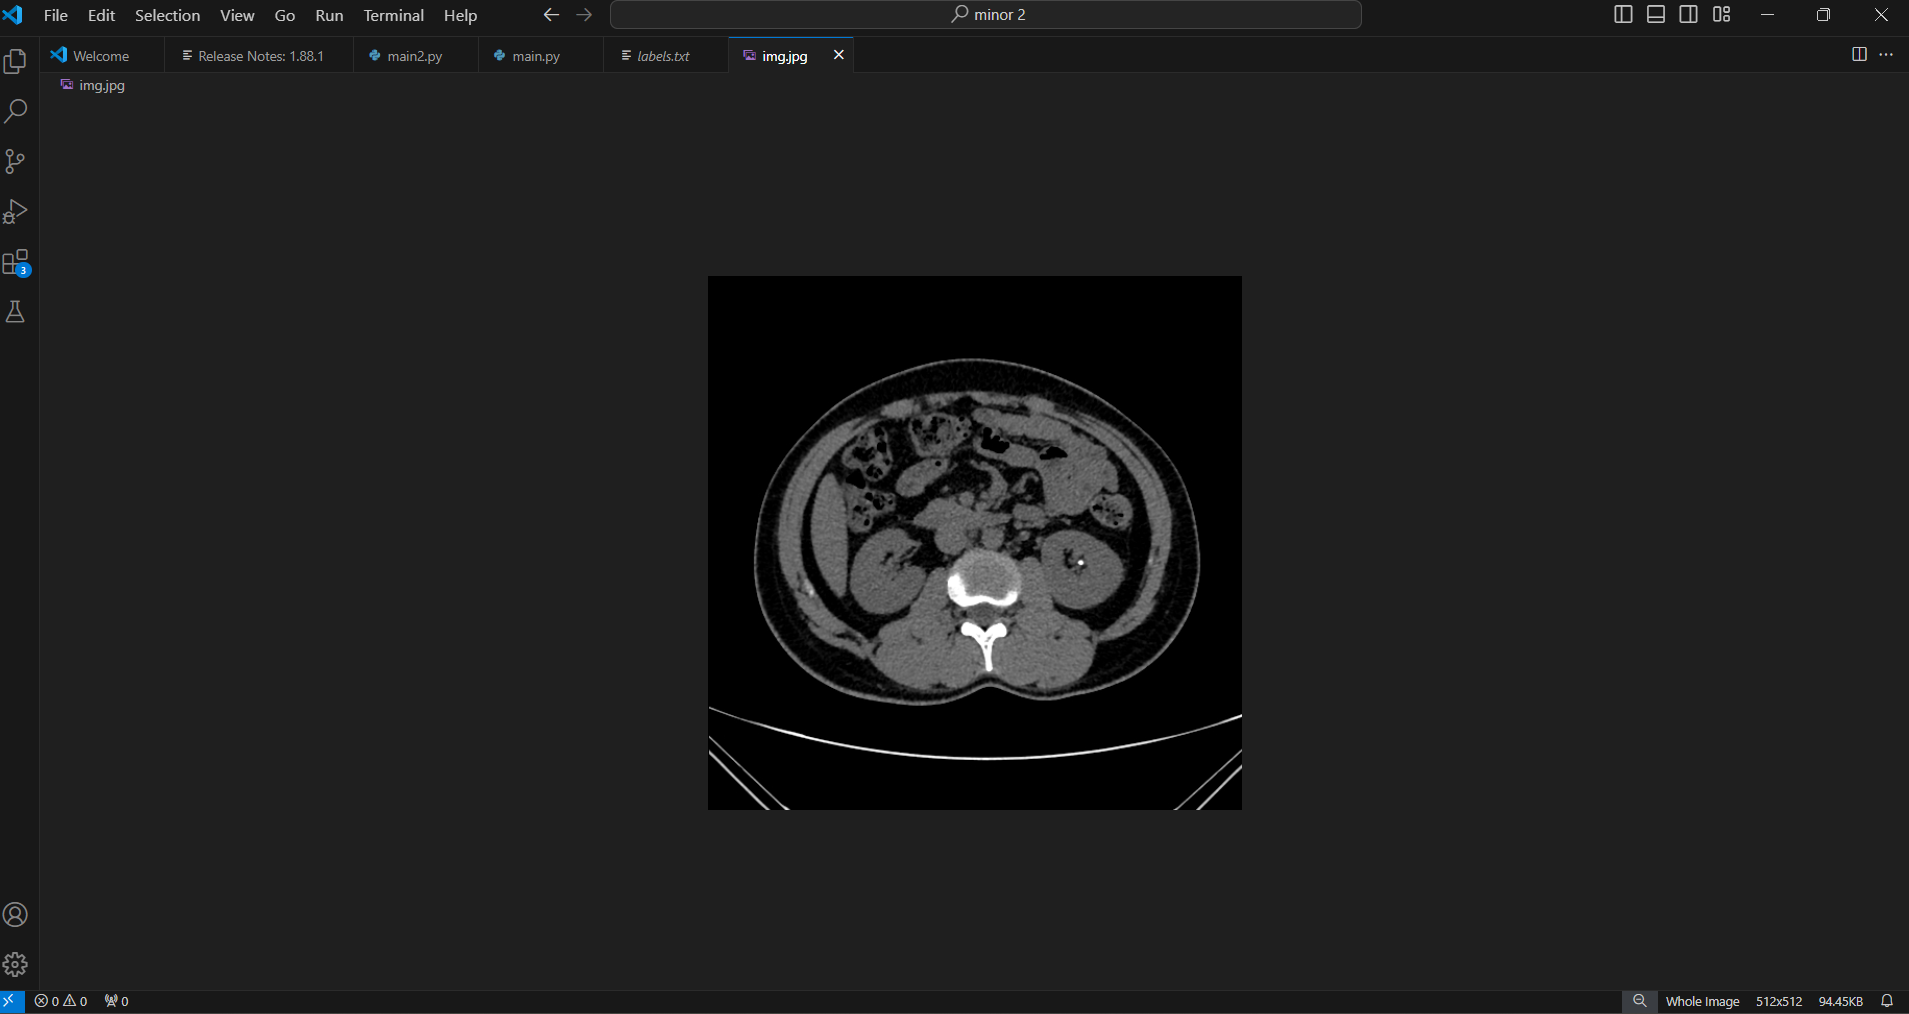 File Edit Selection View Go Run Terminal Help minor 2
Welcome Release Notes: 1.88.1 main2.py main.py labels.txt img.jpg
img.jpg
3
0 0 0 Whole Image 512x512 94.45KB